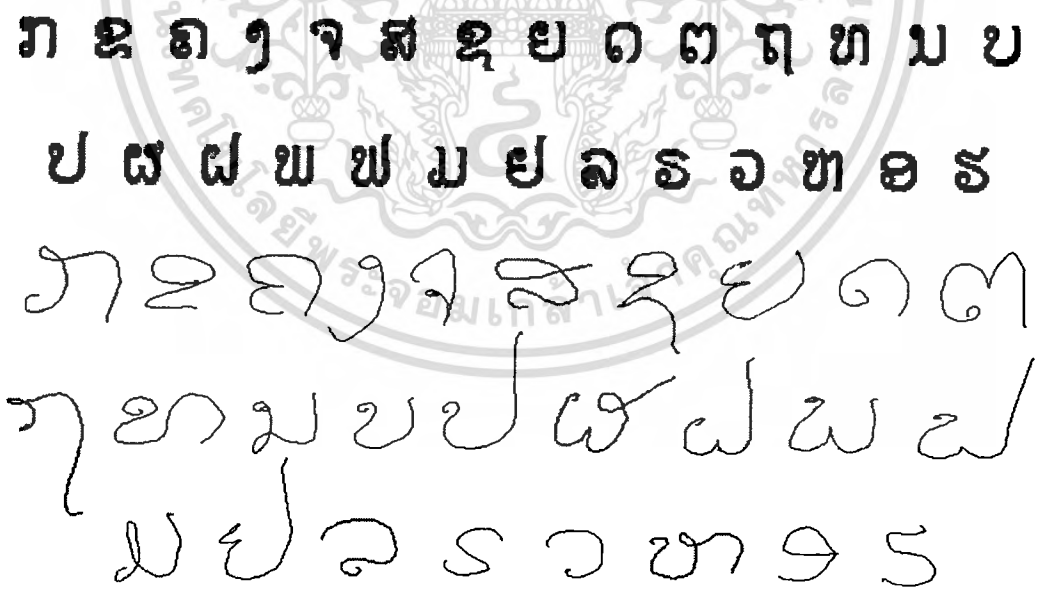 ກ ຂ ຄ ງ ຈ ສ ຊ ຍ ດ ຕ ຖ ທ ນ ບ
ປ ຜ ຝ ພ ຟ ມ ຢ ລ ຣ ວ ຫ ອ ຮ
ກ ຂ ຄ ງ ຈ ສ ຊ ຍ ດ ຕ
ຖ ທ ນ ບ ປ ຜ ຝ ພ ຟ
ມ ຢ ລ ຣ ວ ຫ ອ ຮ